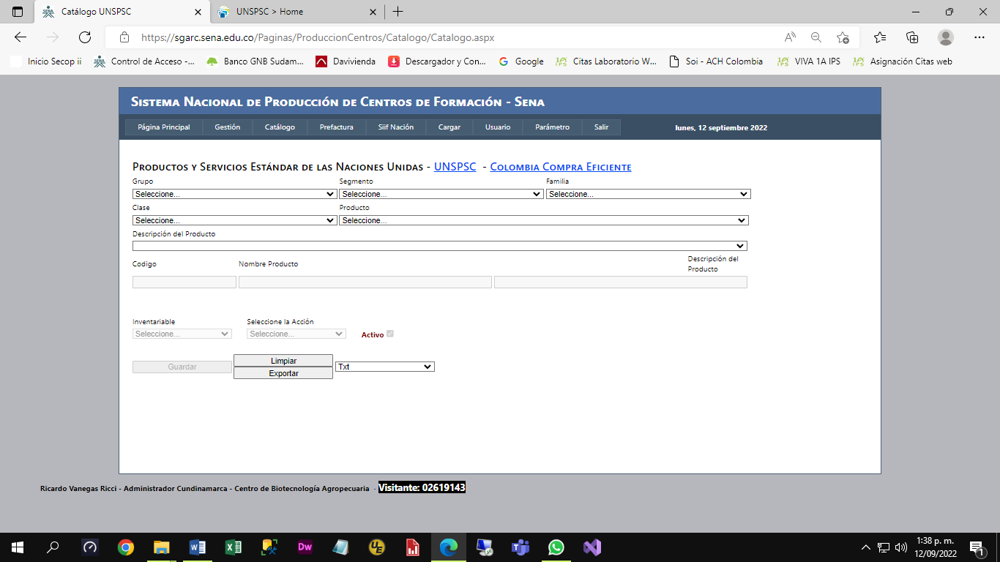 Catálogo UNSPSC
UNSPSC > Home
https://sgarc.sena.edu.co/Paginas/ProduccionCentros/Catalogo/Catalogo.aspx
Inicio Secop ii
Control de Acceso -...
Banco GNB Sudam...
Davivienda
Descargador y Con...
Google
Citas Laboratorio W...
Soi - ACH Colombia
VIVA 1A IPS
Asignación Citas web
Sistema Nacional de Producción de Centros de Formación - Sena
Página Principal Gestión Catálogo Prefactura Siif Nación Cargar Usuario Parámetro Salir lunes, 12 septiembre 2022
Productos y Servicios Estándar de las Naciones Unidas - UNSPSC - Colombia Compra Eficiente
Grupo Segmento Familia
Seleccione... Seleccione... Seleccione...
Clase Producto
Seleccione... Seleccione...
Descripción del Producto
Codigo Nombre Producto Descripción del
Producto
Inventariable Seleccione la Acción
Seleccione... Seleccione... Activo
Guardar Limpiar Txt
Exportar
Ricardo Vanegas Ricci - Administrador Cundinamarca - Centro de Biotecnología Agropecuaria - Visitante: 02619143
Dw
UE
1:38 p. m.
12/09/2022
1